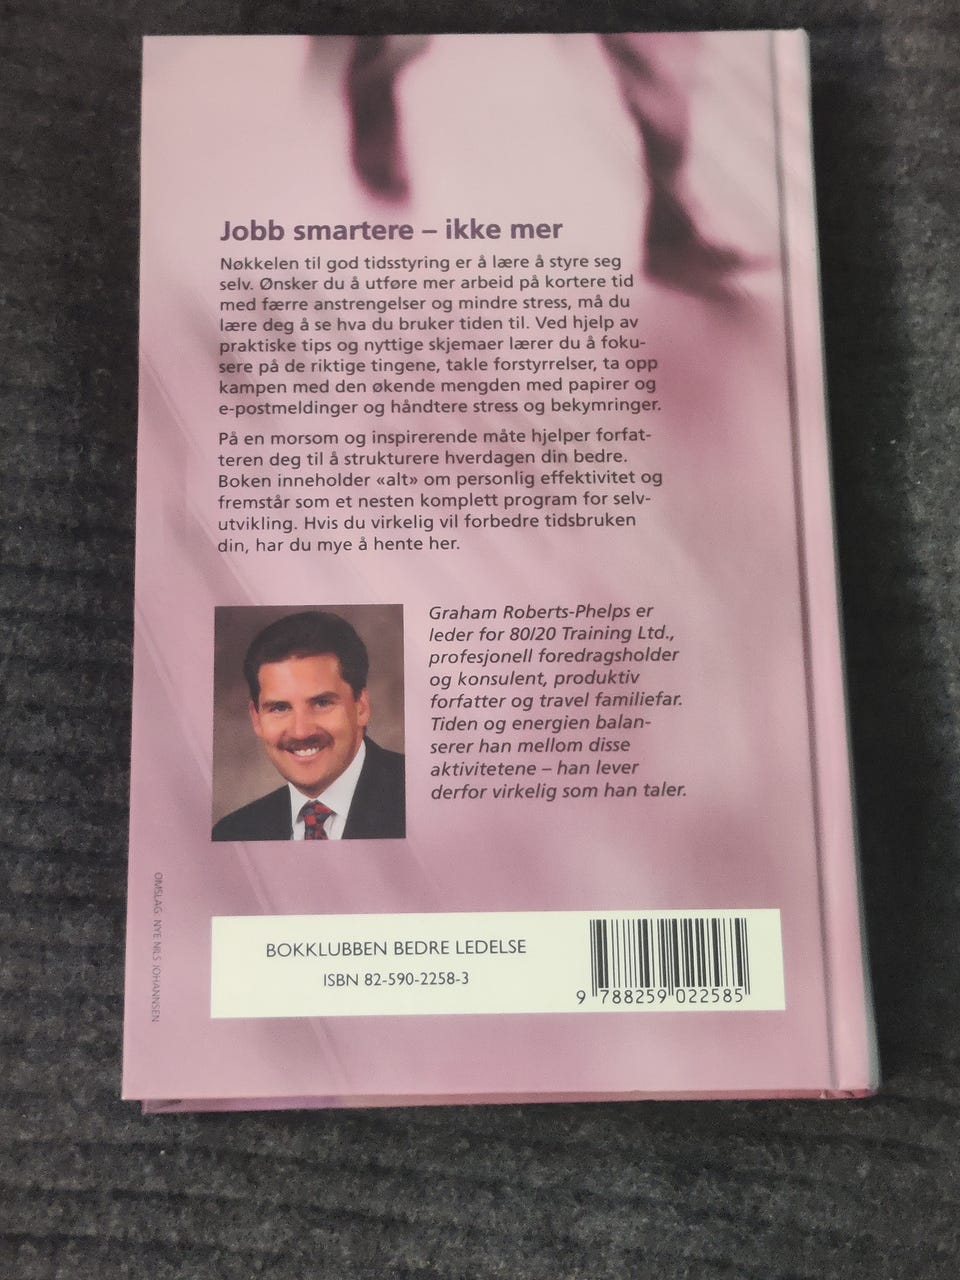 Jobb smartere – ikke mer
Nøkkelen til god tidsstyring er å lære å styre seg
selv. Ønsker du å utføre mer arbeid på kortere tid
med færre anstrengelser og mindre stress, må du
lære deg å se hva du bruker tiden til. Ved hjelp av
praktiske tips og nyttige skjemaer lærer du å foku-
sere på de riktige tingene, takle forstyrrelser, ta opp
kampen med den økende mengden med papirer og
e-postmeldinger og håndtere stress og bekymringer.
På en morsom og inspirerende måte hjelper forfat-
teren deg til å strukturere hverdagen din bedre.
Boken inneholder «alt» om personlig effektivitet og
fremstår som et nesten komplett program for selv-
utvikling. Hvis du virkelig vil forbedre tidsbruken
din, har du mye å hente her.
Graham Roberts-Phelps er
leder for 80/20 Training Ltd.,
profesjonell foredragsholder
og konsulent, produktiv
forfatter og travel familiefar.
Tiden og energien balan-
serer han mellom disse
aktivitetene – han lever
derfor virkelig som han taler.
OMSLAG: NYE NILS JOHANNSEN
BOKKLUBBEN BEDRE LEDELSE
ISBN 82-590-2258-3
9 788259 022585